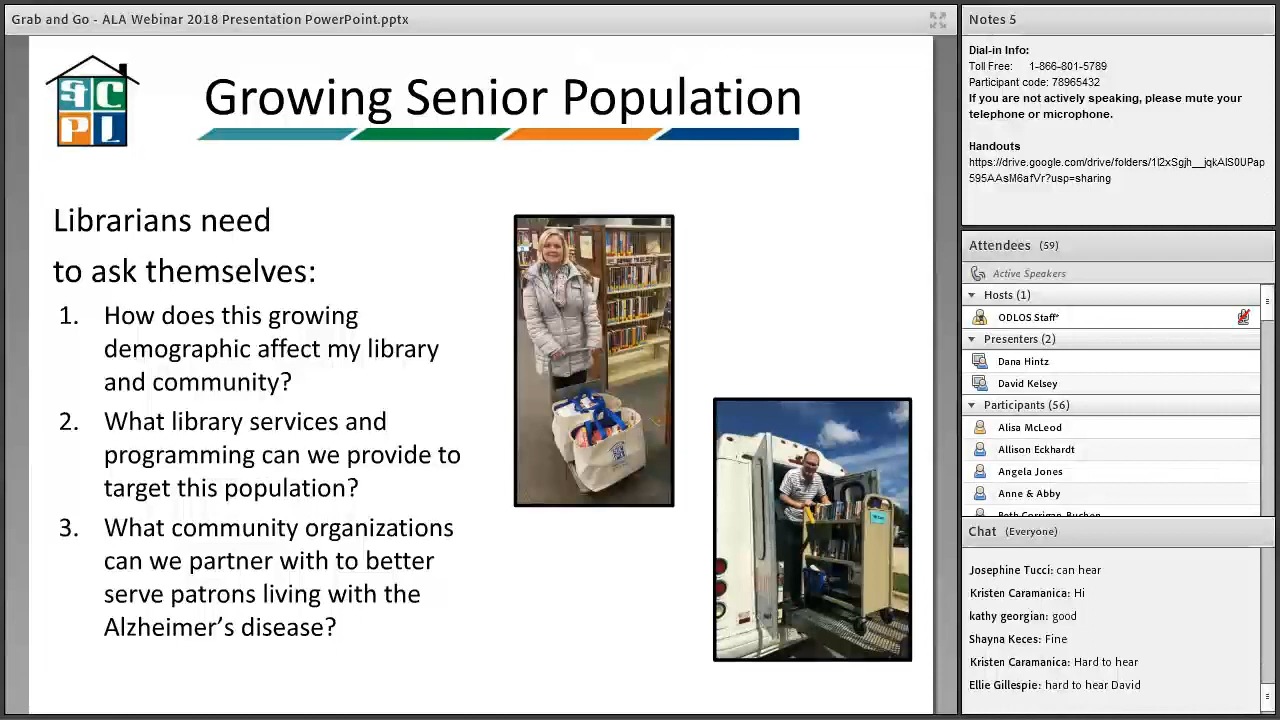 Grab and Go - ALA Webinar 2018 Presentation PowerPoint.pptx
SC
PL
Growing Senior Population
Librarians need
to ask themselves:
1. How does this growing
demographic affect my library
and community?
2. What library services and
programming can we provide to
target this population?
3. What community organizations
can we partner with to better
serve patrons living with the
Alzheimer's disease?
Notes 5
Dial-in Info:
Toll Free: 1-866-801-5789
Participant code: 78965432
If you are not actively speaking, please mute your
telephone or microphone.
Handouts
https://drive.google.com/drive/folders/1I2xSgjh__jqkAIS0UPap
595AAsM6afVr?usp=sharing
Attendees (59)
Active Speakers
Hosts (1)
ODLOS Staff*
Presenters (2)
Dana Hintz
David Kelsey
Participants (56)
Alisa McLeod
Allison Eckhardt
Angela Jones
Anne & Abby
Beth Corrigan-Buchen
Chat (Everyone)
Josephine Tucci: can hear
Kristen Caramanica: Hi
kathy georgian: good
Shayna Keces: Fine
Kristen Caramanica: Hard to hear
Ellie Gillespie: hard to hear David